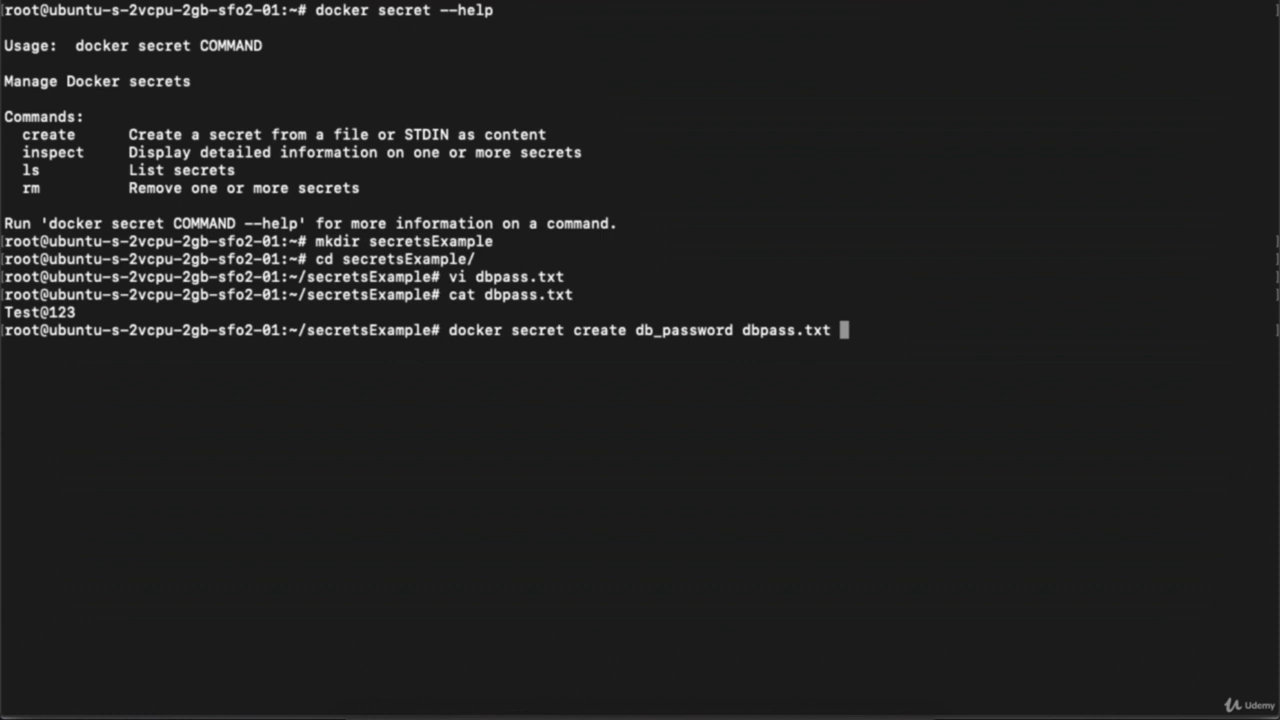 root@ubuntu-s-2vcpu-2gb-sfo2-01:~# docker secret --help
Usage:  docker secret COMMAND
Manage Docker secrets
Commands:
  create      Create a secret from a file or STDIN as content
  inspect     Display detailed information on one or more secrets
  ls          List secrets
  rm          Remove one or more secrets
Run 'docker secret COMMAND --help' for more information on a command.
root@ubuntu-s-2vcpu-2gb-sfo2-01:~# mkdir secretsExample
root@ubuntu-s-2vcpu-2gb-sfo2-01:~# cd secretsExample/
root@ubuntu-s-2vcpu-2gb-sfo2-01:~/secretsExample# vi dbpass.txt
root@ubuntu-s-2vcpu-2gb-sfo2-01:~/secretsExample# cat dbpass.txt
Test@123
root@ubuntu-s-2vcpu-2gb-sfo2-01:~/secretsExample# docker secret create db_password dbpass.txt
Udemy